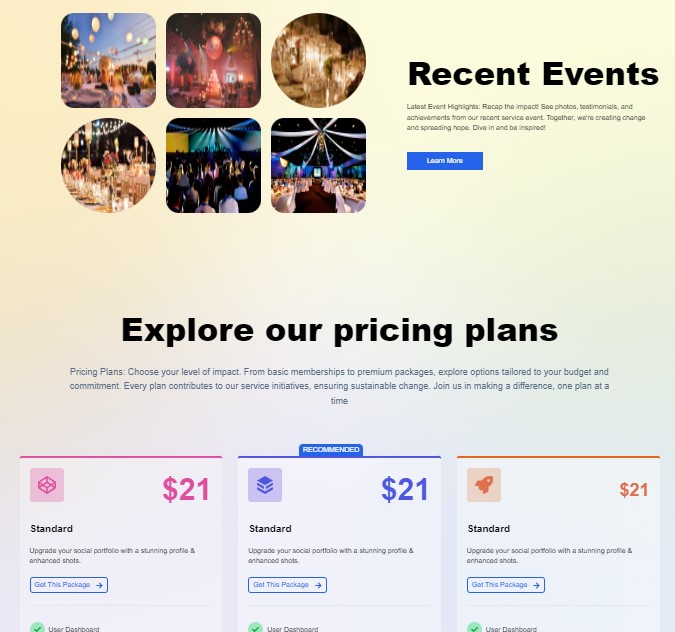 Recent Events
Latest Event Highlights: Recap the impact! See photos, testimonials, and
achievements from our recent service event. Together, we're creating change
and spreading hope. Dive in and be inspired!
Learn More
Explore our pricing plans
Pricing Plans: Choose your level of impact. From basic memberships to premium packages, explore options tailored to your budget and
commitment. Every plan contributes to our service initiatives, ensuring sustainable change. Join us in making a difference, one plan at a
time
$21
Standard
Upgrade your social portfolio with a stunning profile &
enhanced shots.
Get This Package
User Dashboard
RECOMMENDED
$21
Standard
Upgrade your social portfolio with a stunning profile &
enhanced shots.
Get This Package
User Dashboard
$21
Standard
Upgrade your social portfolio with a stunning profile &
enhanced shots.
Get This Package
User Dashboard